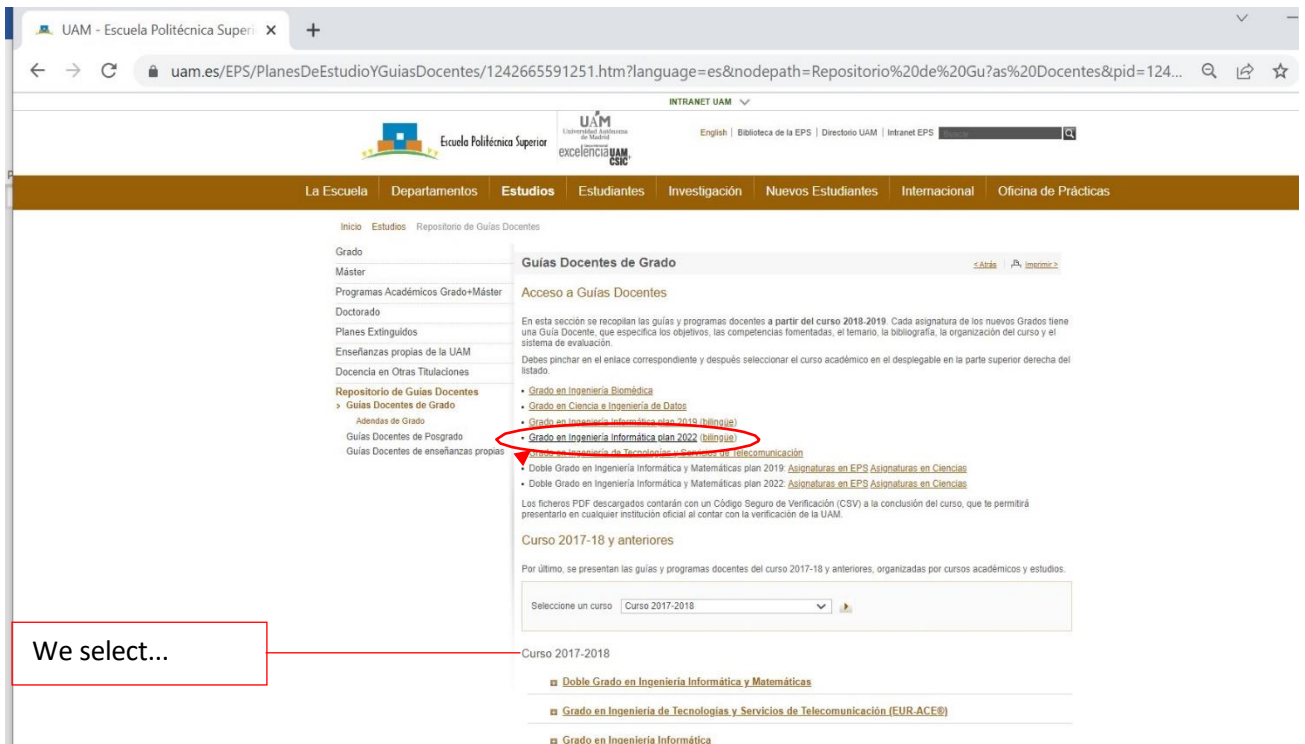 UAM - Escuela Politécnica Superi
uam.es/EPS/PlanesDeEstudioYGuiasDocentes/1242665591251.htm?language=es&nodepath=Repositorio%20de%20Gu?as%20Docentes&pid=124...
INTRANET UAM
Escuela Politécnica Superior
UAM
Universidad Autónoma
de Madrid
excelencia UAM
CSIC+
English | Biblioteca de la EPS | Directorio UAM | Intranet EPS
Busca
La Escuela Departamentos Estudios Estudiantes Investigación Nuevos Estudiantes Internacional Oficina de Prácticas
Inicio Estudios Repositorio de Guías Docentes
Grado
Máster
Programas Académicos Grado+Máster
Doctorado
Planes Extinguidos
Enseñanzas propias de la UAM
Docencia en Otras Titulaciones
Repositorio de Guías Docentes
> Guías Docentes de Grado
Adendas de Grado
Guías Docentes de Posgrado
Guías Docentes de enseñanzas propias
Guías Docentes de Grado
< Atrás | Imprimir >
Acceso a Guías Docentes
En esta sección se recopilan las guías y programas docentes a partir del curso 2018-2019. Cada asignatura de los nuevos Grados tiene
una Guía Docente, que especifica los objetivos, las competencias fomentadas, el temario, la bibliografía, la organización del curso y el
sistema de evaluación.
Debes pinchar en el enlace correspondiente y después seleccionar el curso académico en el desplegable en la parte superior derecha del
listado.
• Grado en Ingeniería Biomédica
• Grado en Ciencia e Ingeniería de Datos
• Grado en Ingeniería Informática plan 2019 (bilingüe)
• Grado en Ingeniería Informática plan 2022 (bilingüe)
Grado en Ingeniería de Tecnologías y Servicios de Telecomunicación
• Doble Grado en Ingeniería Informática y Matemáticas plan 2019: Asignaturas en EPS Asignaturas en Ciencias
• Doble Grado en Ingeniería Informática y Matemáticas plan 2022: Asignaturas en EPS Asignaturas en Ciencias
Los ficheros PDF descargados contarán con un Código Seguro de Verificación (CSV) a la conclusión del curso, que te permitirá
presentarlo en cualquier institución oficial al contar con la verificación de la UAM.
Curso 2017-18 y anteriores
Por último, se presentan las guías y programas docentes del curso 2017-18 y anteriores, organizadas por cursos académicos y estudios.
Seleccione un curso Curso 2017-2018
We select...
Curso 2017-2018
Doble Grado en Ingeniería Informática y Matemáticas
Grado en Ingeniería de Tecnologías y Servicios de Telecomunicación (EUR-ACE®)
Grado en Ingeniería Informática